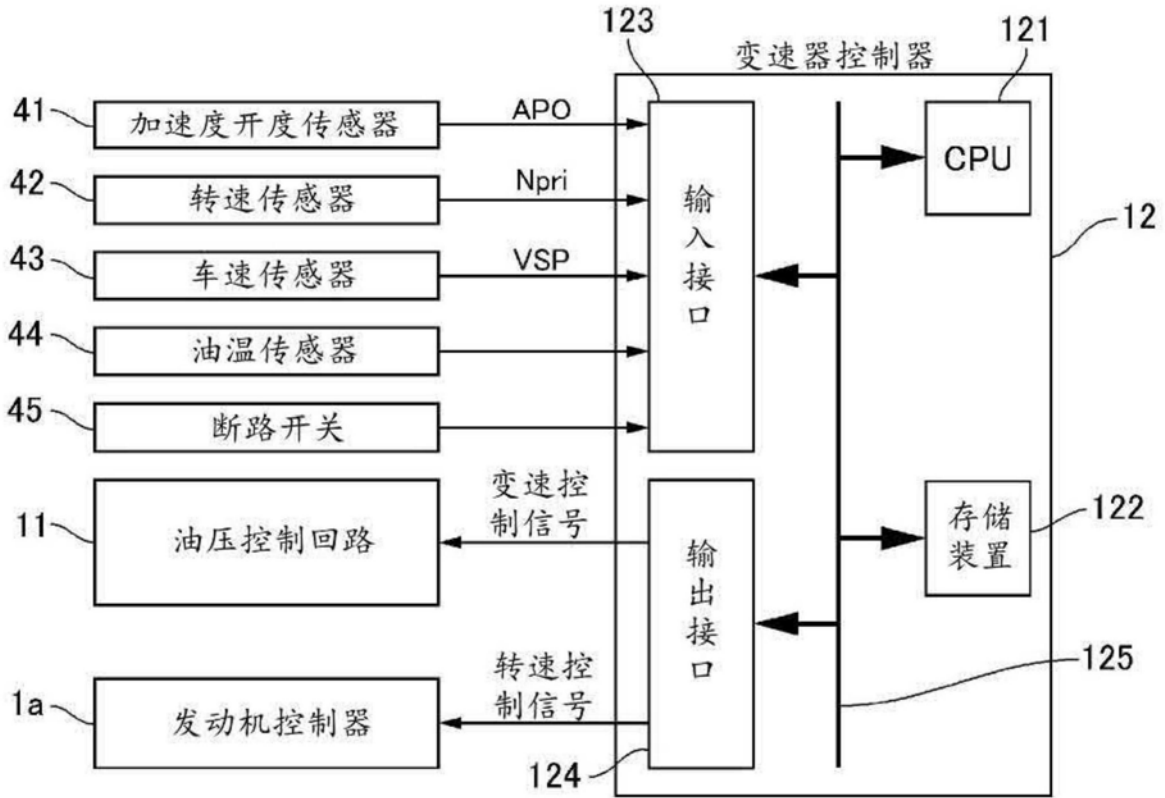 123
变速器控制器
121
41
加速度开度传感器
APO
CPU
42
转速传感器
Npri
输入接口
12
43
车速传感器
VSP
44
油温传感器
45
断路开关
11
油压控制回路
变速控
制信号
输出接口
存储
装置
122
1a
发动机控制器
转速控
制信号
125
124